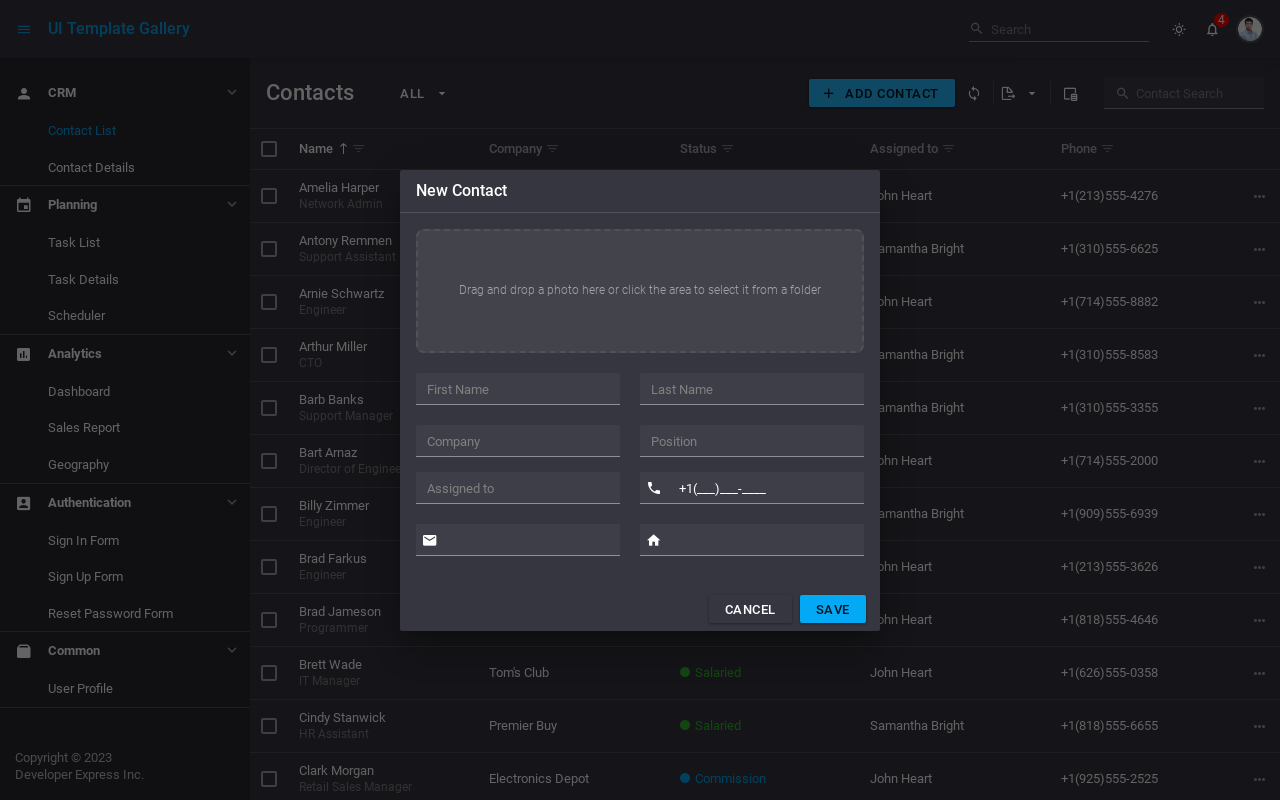 UI Template Gallery
Search
4
CRM
Contact List
Contact Details
Planning
Task List
Task Details
Scheduler
Analytics
Dashboard
Sales Report
Geography
Authentication
Sign In Form
Sign Up Form
Reset Password Form
Common
User Profile
Copyright © 2023
Developer Express Inc.
Contacts
ALL
ADD CONTACT
Contact Search
Name
Company
Status
Assigned to
Phone
Amelia Harper
Network Admin
John Heart
+1(213)555-4276
Antony Remmen
Support Assistant
Samantha Bright
+1(310)555-6625
Arnie Schwartz
Engineer
John Heart
+1(714)555-8882
Arthur Miller
CTO
Samantha Bright
+1(310)555-8583
Barb Banks
Support Manager
Samantha Bright
+1(310)555-3355
Bart Arnaz
Director of Enginee
John Heart
+1(714)555-2000
Billy Zimmer
Engineer
Samantha Bright
+1(909)555-6939
Brad Farkus
Engineer
John Heart
+1(213)555-3626
Brad Jameson
Programmer
John Heart
+1(818)555-4646
Brett Wade
IT Manager
Tom's Club
Salaried
John Heart
+1(626)555-0358
Cindy Stanwick
HR Assistant
Premier Buy
Salaried
Samantha Bright
+1(818)555-6655
Clark Morgan
Retail Sales Manager
Electronics Depot
Commission
John Heart
+1(925)555-2525
New Contact
Drag and drop a photo here or click the area to select it from a folder
First Name
Last Name
Company
Position
Assigned to
+1(___)___-____
CANCEL
SAVE